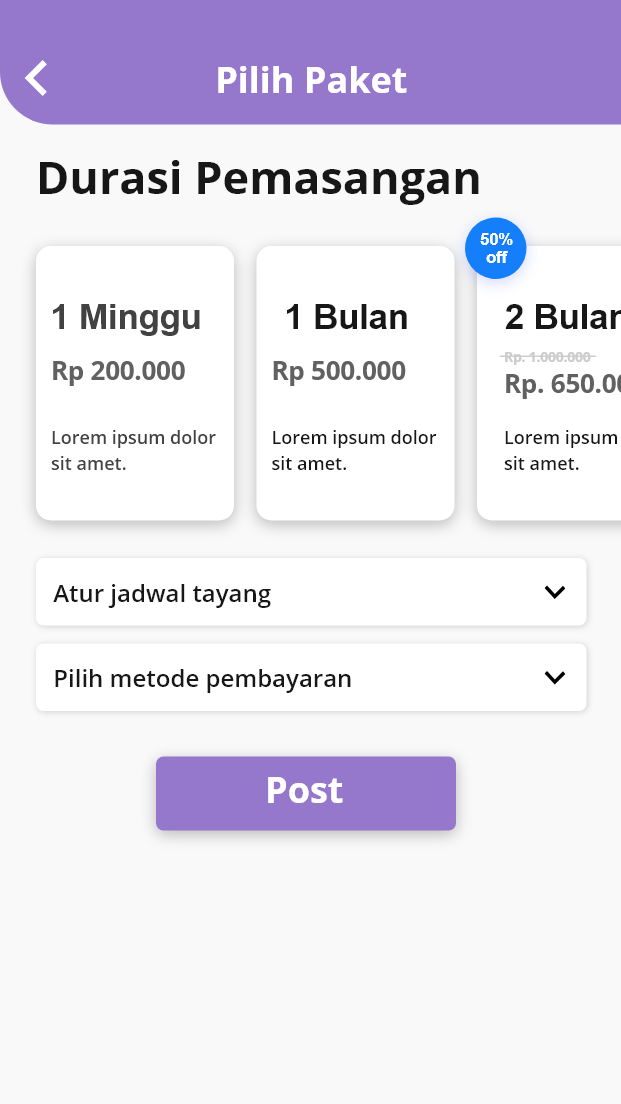 Pilih Paket
Durasi Pemasangan
1 Minggu
Rp 200.000
Lorem ipsum dolor
sit amet.
1 Bulan
Rp 500.000
Lorem ipsum dolor
sit amet.
50%
off
2 Bulan
Rp. 1.000.000
Rp. 650.00
Lorem ipsum
sit amet.
Atur jadwal tayang
Pilih metode pembayaran
Post